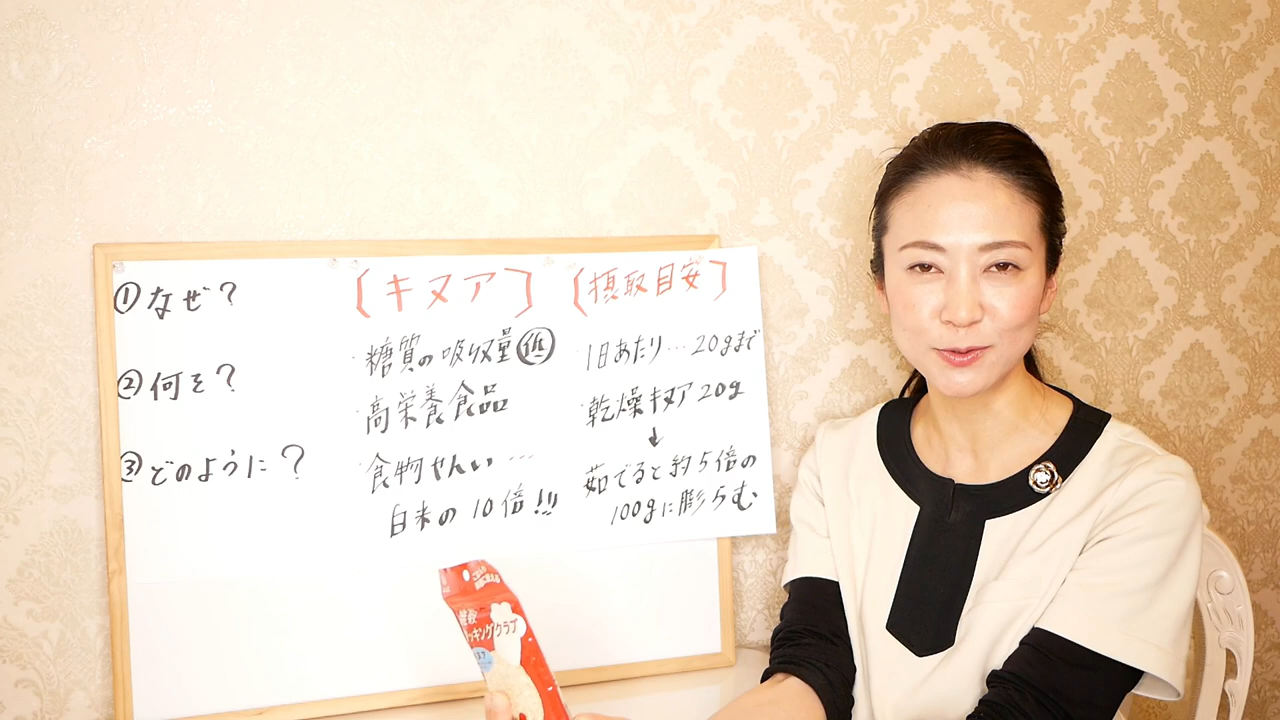 ①なぜ?
②何を?
③どのように?
[キヌア]
・糖質の吸収量㊤低
・高栄養食品
・食物せんい…
白米の10倍!!!
[摂取目安]
・1日あたり…20gまで
・乾燥キヌア20g
↓
茹でると約5倍の
100gに膨らむ
雑穀
ッキングクラブ